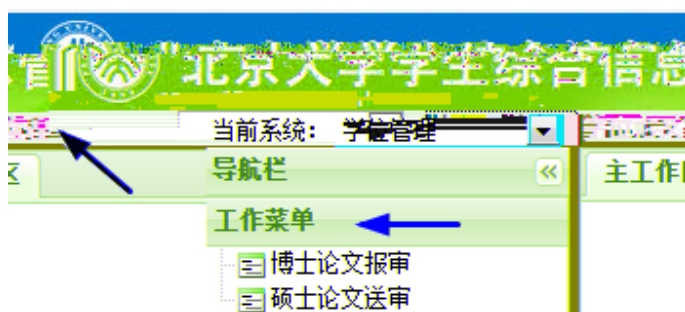 北京大学学生综合信息
当前系统： 学位管理
导航栏
主工作
工作菜单
博士论文报审
硕士论文送审